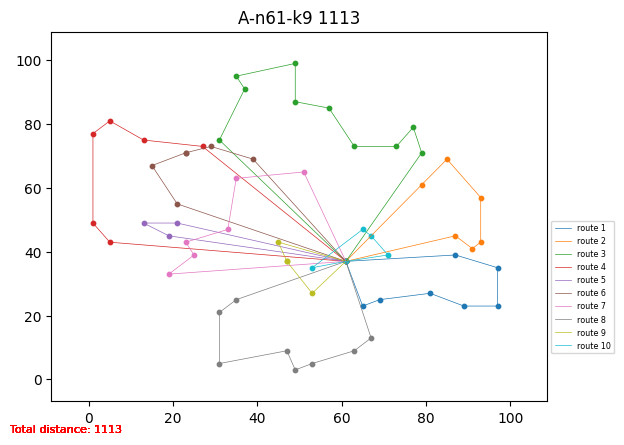 A-n61-k9 1113
100
80
60
40
20
0
0 20 40 60 80 100
route 1
route 2
route 3
route 4
route 5
route 6
route 7
route 8
route 9
route 10
Total distance: 1113